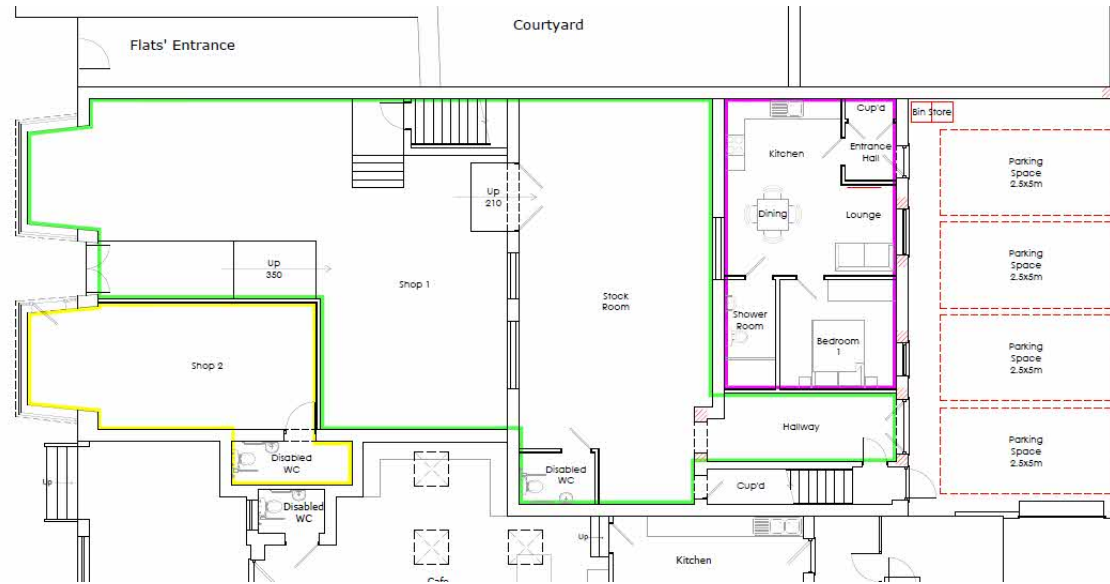 Courtyard
Flats' Entrance
Cup'd
Bin Store
Kitchen
Entrance
Hall
Parking
Space
2.5x5m
Up
210
Dining
Lounge
Parking
Space
2.5x5m
Up
350
Shop 1
Stock
Room
Shower
Room
Bedroom
1
Parking
Space
2.5x5m
Shop 2
Hallway
Parking
Space
2.5x5m
Disabled
WC
Disabled
WC
Up
Cup'd
Disabled
WC
Up
Kitchen
Cafe